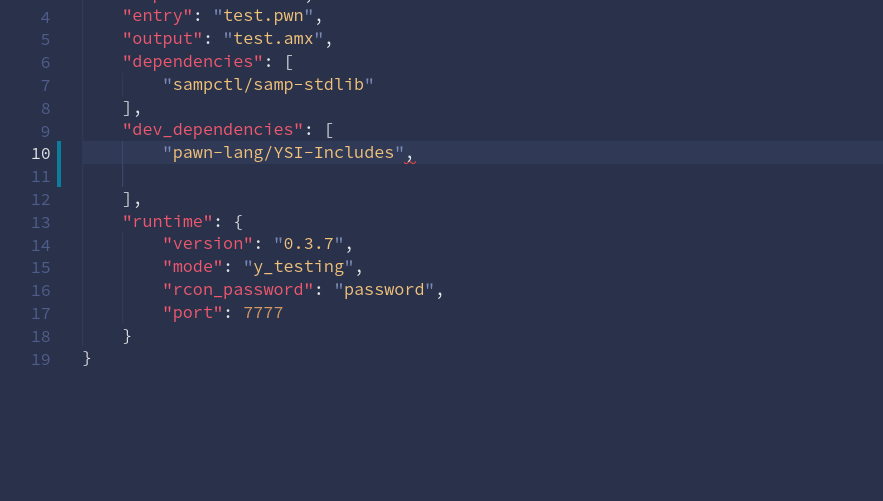 4 "entry": "test.pwn",
5 "output": "test.amx",
6 "dependencies": [
7 "sampctl/samp-stdlib"
8 ],
9 "dev_dependencies": [
10 "pawn-lang/YSI-Includes",
11
12 ],
13 "runtime": {
14 "version": "0.3.7",
15 "mode": "y_testing",
16 "rcon_password": "password",
17 "port": 7777
18 }
19 }